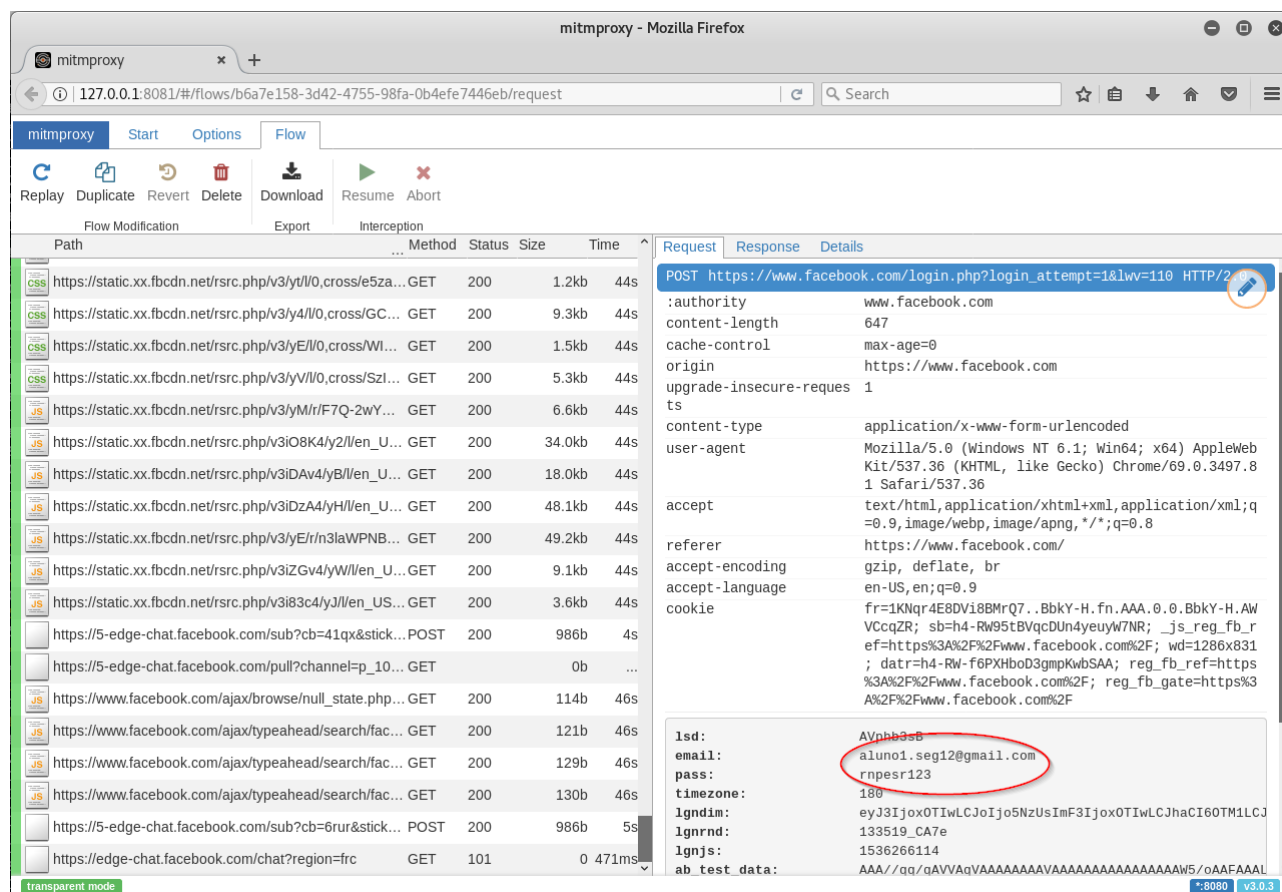 mitmproxy - Mozilla Firefox
mitmproxy
127.0.0.1:8081/#/flows/b6a7e158-3d42-4755-98fa-0b4efe7446eb/request
Search
mitmproxy Start Options Flow
Replay Duplicate Revert Delete Download Resume Abort
Flow Modification Export Interception
Path ... Method Status Size Time
https://static.xx.fbcdn.net/rsrc.php/v3/yt/l/0,cross/e5za... GET 200 1.2kb 44s
https://static.xx.fbcdn.net/rsrc.php/v3/y4/l/0,cross/GC... GET 200 9.3kb 44s
https://static.xx.fbcdn.net/rsrc.php/v3/yE/l/0,cross/WI... GET 200 1.5kb 44s
https://static.xx.fbcdn.net/rsrc.php/v3/yV/l/0,cross/SzI... GET 200 5.3kb 44s
https://static.xx.fbcdn.net/rsrc.php/v3/yM/r/F7Q-2wY... GET 200 6.6kb 44s
https://static.xx.fbcdn.net/rsrc.php/v3iO8K4/y2/l/en_U... GET 200 34.0kb 44s
https://static.xx.fbcdn.net/rsrc.php/v3iDAv4/yB/l/en_U... GET 200 18.0kb 44s
https://static.xx.fbcdn.net/rsrc.php/v3iDzA4/yH/l/en_U... GET 200 48.1kb 44s
https://static.xx.fbcdn.net/rsrc.php/v3/yE/r/n3laWPNB... GET 200 49.2kb 44s
https://static.xx.fbcdn.net/rsrc.php/v3iZGv4/yW/l/en_U... GET 200 9.1kb 44s
https://static.xx.fbcdn.net/rsrc.php/v3i83c4/yJ/l/en_US... GET 200 3.6kb 44s
https://5-edge-chat.facebook.com/sub?cb=41qx&stick... POST 200 986b 4s
https://5-edge-chat.facebook.com/pull?channel=p_10... GET 0b ...
https://www.facebook.com/ajax/browse/null_state.php... GET 200 114b 46s
https://www.facebook.com/ajax/typeahead/search/fac... GET 200 121b 46s
https://www.facebook.com/ajax/typeahead/search/fac... GET 200 129b 46s
https://www.facebook.com/ajax/typeahead/search/fac... GET 200 130b 46s
https://5-edge-chat.facebook.com/sub?cb=6rur&stick... POST 200 986b 5s
https://edge-chat.facebook.com/chat?region=frc GET 101 0 471ms
Request Response Details
POST https://www.facebook.com/login.php?login_attempt=1&lwv=110 HTTP/2.0
:authority www.facebook.com
content-length 647
cache-control max-age=0
origin https://www.facebook.com
upgrade-insecure-reques 1
ts
content-type application/x-www-form-urlencoded
user-agent Mozilla/5.0 (Windows NT 6.1; Win64; x64) AppleWeb
Kit/537.36 (KHTML, like Gecko) Chrome/69.0.3497.8
1 Safari/537.36
accept text/html,application/xhtml+xml,application/xml;q
=0.9,image/webp,image/apng,*/*;q=0.8
referer https://www.facebook.com/
accept-encoding gzip, deflate, br
accept-language en-US,en;q=0.9
cookie fr=1KNqr4E8DVi8BMrQ7..BbkY-H.fn.AAA.0.0.BbkY-H.AW
VCcqZR; sb=h4-RW95tBVqcDUn4yeuyW7NR; _js_reg_fb_r
ef=https%3A%2F%2Fwww.facebook.com%2F; wd=1286x831
; datr=h4-RW-f6PXHboD3gmpKwbSAA; reg_fb_ref=https
%3A%2F%2Fwww.facebook.com%2F; reg_fb_gate=https%3
A%2F%2Fwww.facebook.com%2F
lsd: AVphb3sB
email: aluno1.seg12@gmail.com
pass: rnpesr123
timezone: 180
lgndim: eyJ3IjoxOTIwLCJoIjo5NzUsImF3IjoxOTIwLCJhaCI6OTM1LCJ
lgnrnd: 133519_CA7e
lgnjs: 1536266114
ab_test_data:
transparent mode *:8080 v3.0.3